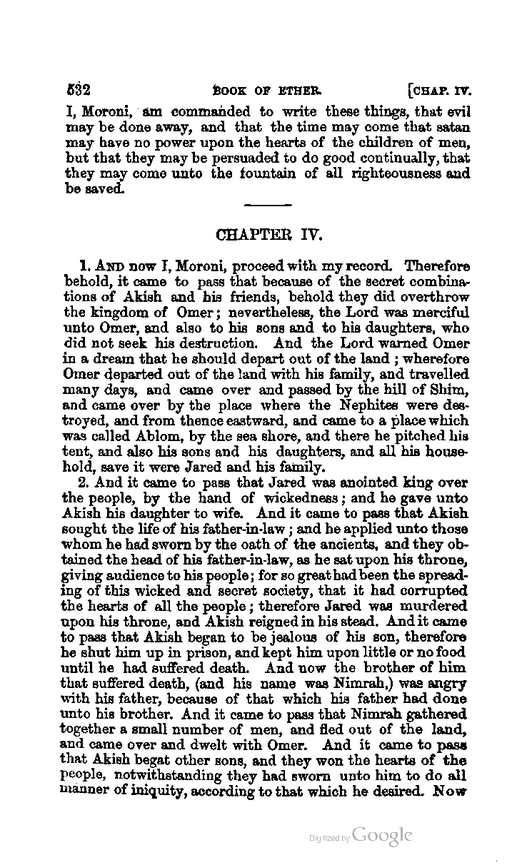 532 BOOK OF ETHER. [CHAP. IV.
I, Moroni, am commanded to write these things, that evil
may be done away, and that the time may come that satan
may have no power upon the hearts of the children of men,
but that they may be persuaded to do good continually, that
they may come unto the fountain of all righteousness and
be saved.
CHAPTER IV.
1. AND now I, Moroni, proceed with my record. Therefore
behold, it came to pass that because of the secret combina-
tions of Akish and his friends, behold they did overthrow
the kingdom of Omer; nevertheless, the Lord was merciful
unto Omer, and also to his sons and to his daughters, who
did not seek his destruction. And the Lord warned Omer
in a dream that he should depart out of the land; wherefore
Omer departed out of the land with his family, and travelled
many days, and came over and passed by the hill of Shim,
and came over by the place where the Nephites were des-
troyed, and from thence eastward, and came to a place which
was called Ablom, by the sea shore, and there he pitched his
tent, and also his sons and his daughters, and all his house-
hold, save it were Jared and his family.
2. And it came to pass that Jared was anointed king over
the people, by the hand of wickedness; and he gave unto
Akish his daughter to wife. And it came to pass that Akish
sought the life of his father-in-law; and he applied unto those
whom he had sworn by the oath of the ancients, and they ob-
tained the head of his father-in-law, as he sat upon his throne,
giving audience to his people; for so great had been the spread-
ing of this wicked and secret society, that it had corrupted
the hearts of all the people; therefore Jared was murdered
upon his throne, and Akish reigned in his stead. And it came
to pass that Akish began to be jealous of his son, therefore
he shut him up in prison, and kept him upon little or no food
until he had suffered death. And now the brother of him
that suffered death, (and his name was Nimrah,) was angry
with his father, because of that which his father had done
unto his brother. And it came to pass that Nimrah gathered
together a small number of men, and fled out of the land,
and came over and dwelt with Omer. And it came to pass
that Akish begat other sons, and they won the hearts of the
people, notwithstanding they had sworn unto him to do all
manner of iniquity, according to that which he desired. Now
Digitized by Google